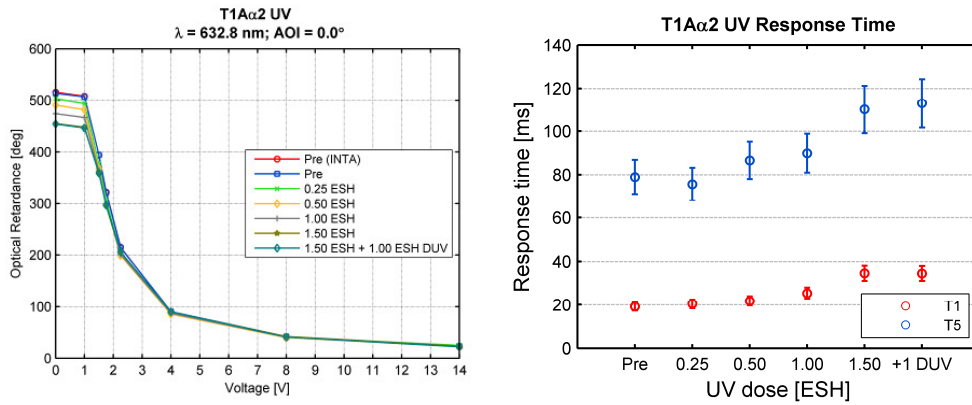 T1Aα2 UV
λ = 632.8 nm; AOI = 0.0°
600
500
400
300
200
100
0
Optical Retardance [deg]
0 1 2 3 4 5 6 7 8 9 10 11 12 13 14
Voltage [V]
Pre (INTA)
Pre
0.25 ESH
0.50 ESH
1.00 ESH
1.50 ESH
1.50 ESH + 1.00 ESH DUV
T1Aα2 UV Response Time
140
120
100
80
60
40
20
0
Response time [ms]
Pre 0.25 0.50 1.00 1.50 +1 DUV
UV dose [ESH]
T1
T5